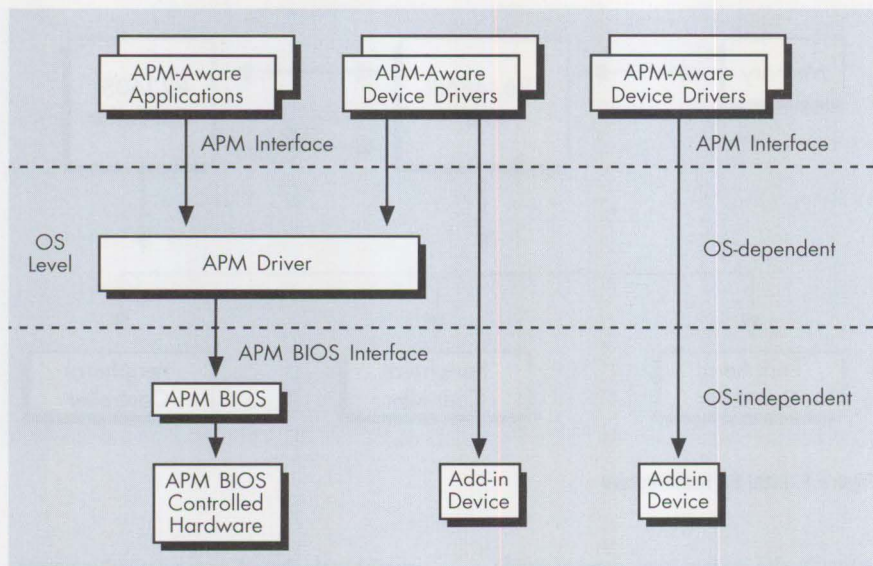 APM-Aware
Applications
APM-Aware
Device Drivers
APM-Aware
Device Drivers
APM Interface
APM Interface
OS
Level
APM Driver
OS-dependent
APM BIOS Interface
APM BIOS
OS-independent
APM BIOS
Controlled
Hardware
Add-in
Device
Add-in
Device